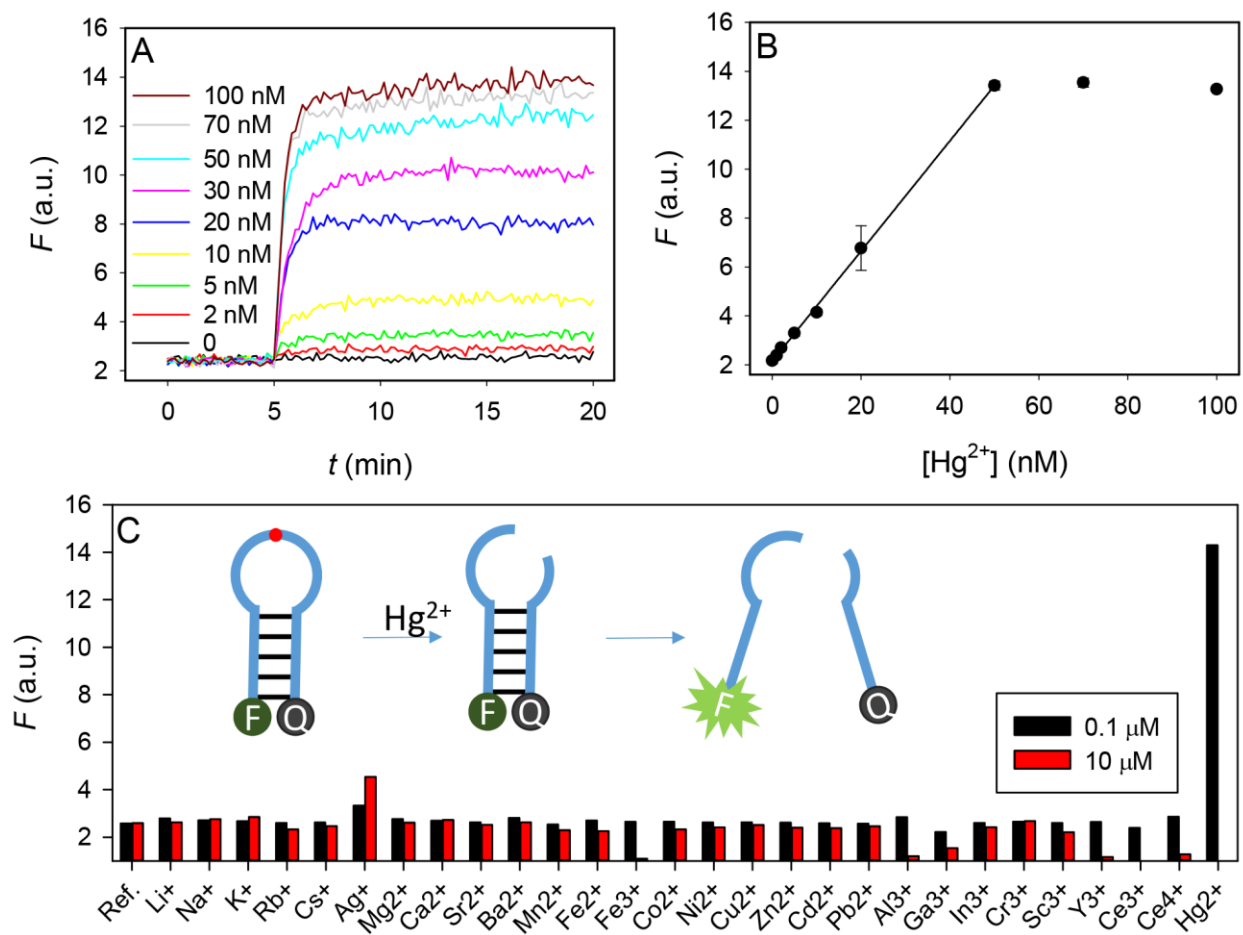 A
16
14
12
10
8
6
4
2
F (a.u.)
100 nM
70 nM
50 nM
30 nM
20 nM
10 nM
5 nM
2 nM
0
0 5 10 15 20
t (min)
B
16
14
12
10
8
6
4
2
F (a.u.)
0 20 40 60 80 100
[Hg²⁺] (nM)
C
16
14
12
10
8
6
4
2
F (a.u.)
Hg²⁺
F Q
F Q
F
Q
0.1 μM
10 μM
Ref. Li+ Na+ K+ Rb+ Cs+ Ag+ Mg2+ Ca2+ Sr2+ Ba2+ Mn2+ Fe2+ Fe3+ Co2+ Ni2+ Cu2+ Zn2+ Cd2+ Pb2+ Al3+ Ga3+ In3+ Cr3+ Sc3+ Y3+ Ce3+ Ce4+ Hg2+